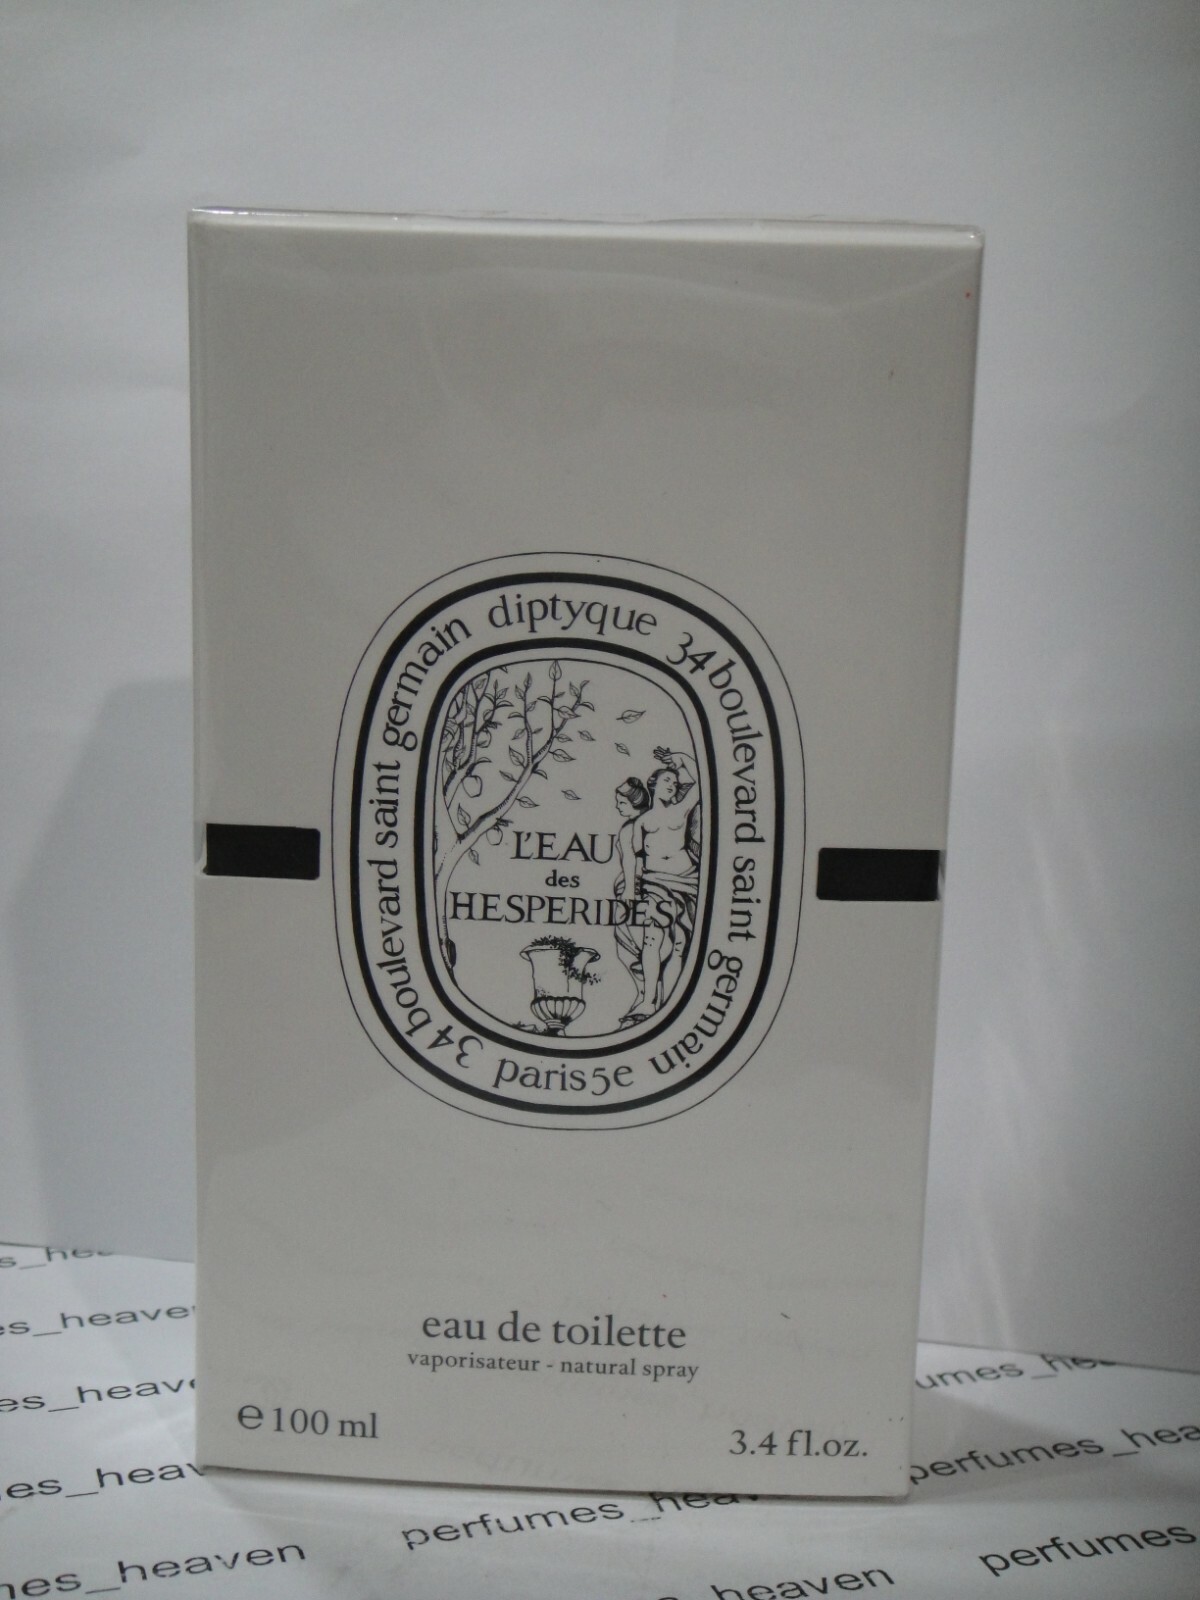 diptyque 34 boulevard saint germain paris 5e 34 boulevard saint germain
L'EAU
des
HESPERIDES
eau de toilette
vaporisateur - natural spray
e 100 ml
3.4 fl.oz.
perfumes_heaven